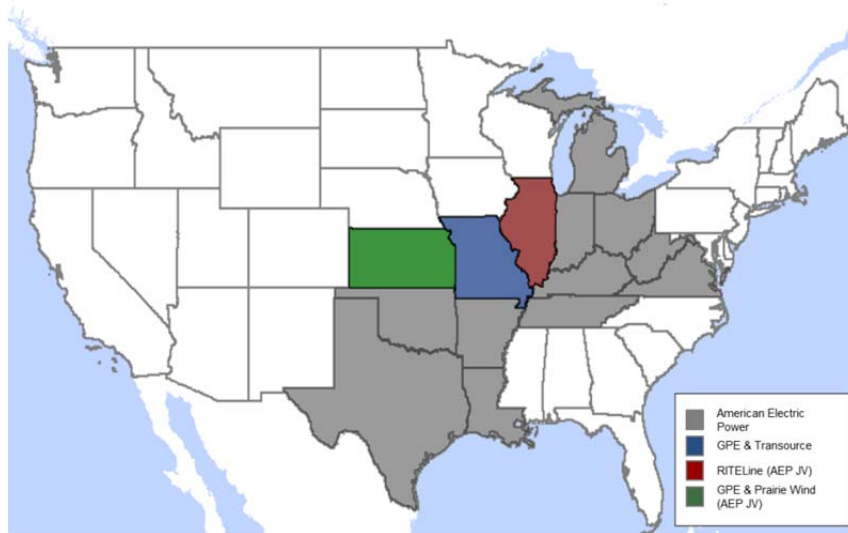 American Electric
Power
GPE & Transource
RITELine (AEP JV)
GPE & Prairie Wind
(AEP JV)